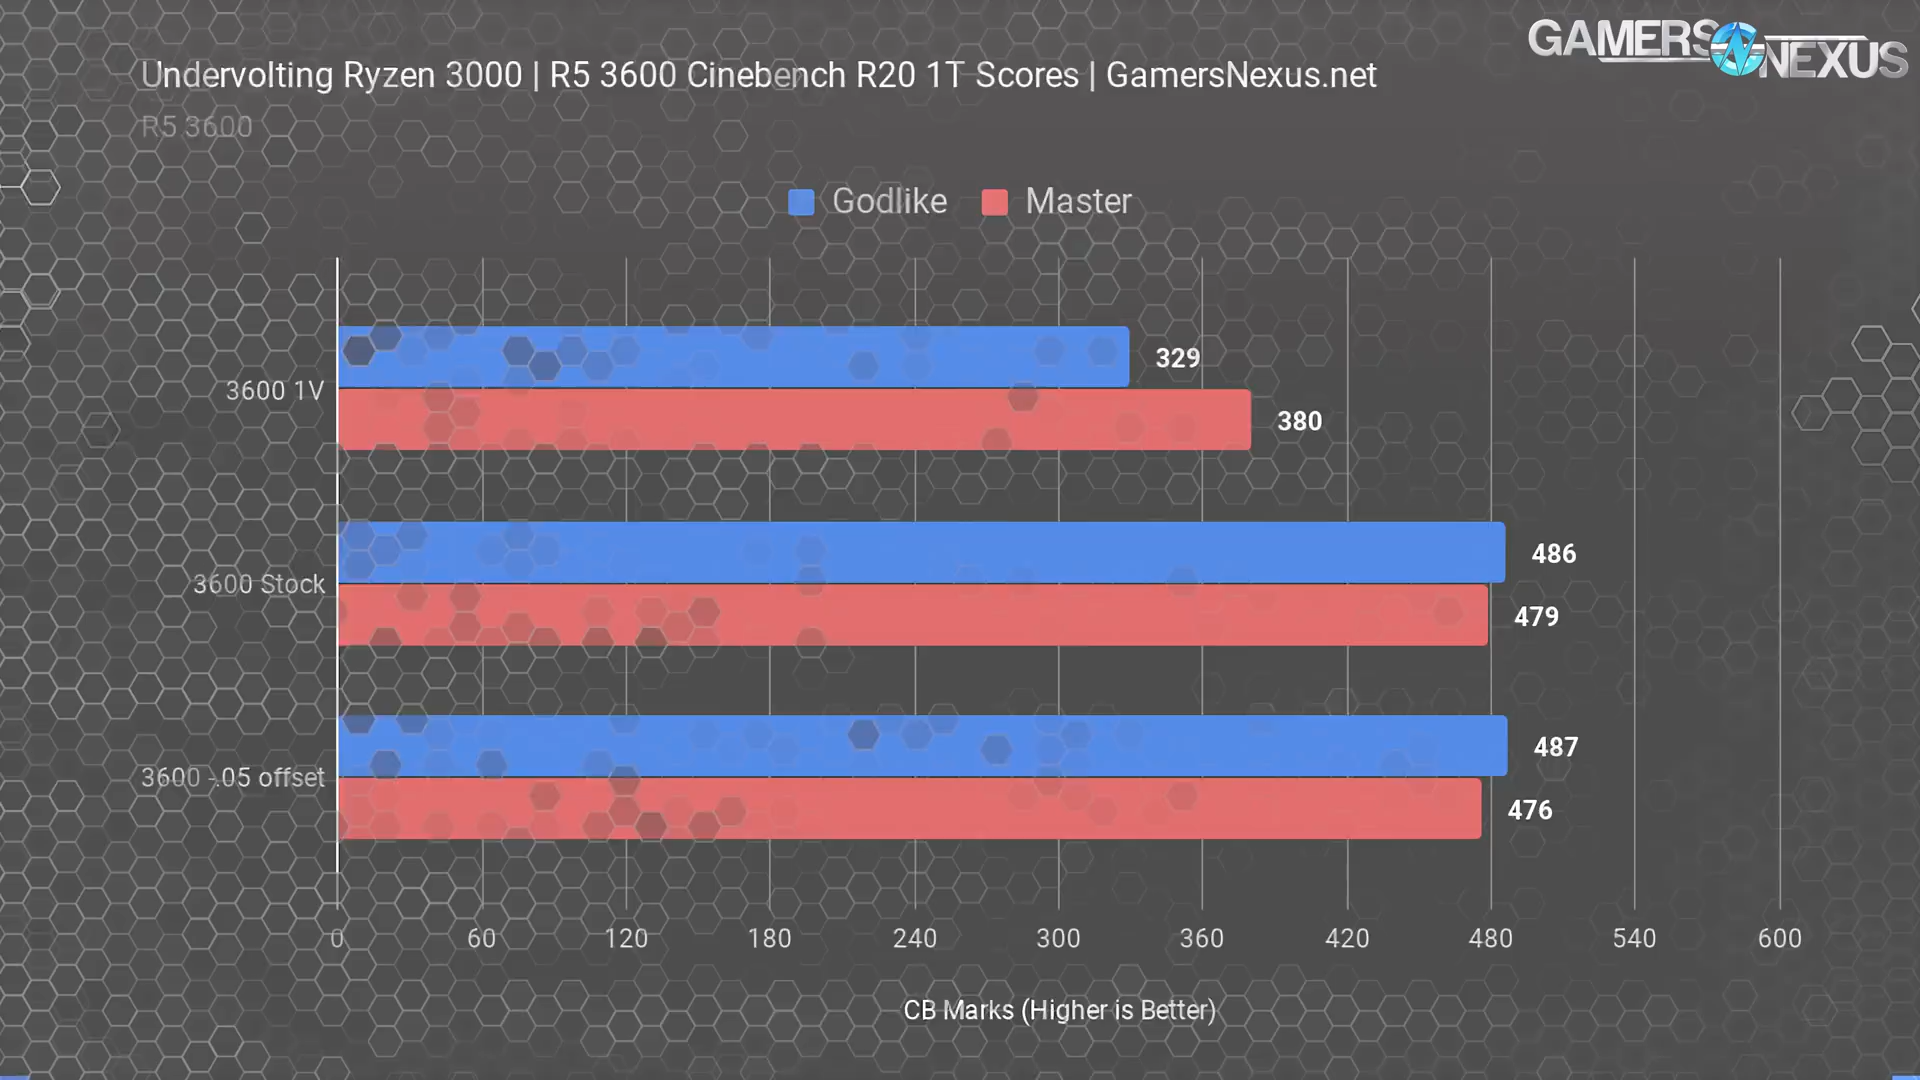 GAMERS NEXUS
Undervolting Ryzen 3000 | R5 3600 Cinebench R20 1T Scores | GamersNexus.net
R5 3600
Godlike Master
3600 1V
329
380
3600 Stock
486
479
3600 -.05 offset
487
476
0 60 120 180 240 300 360 420 480 540 600
CB Marks (Higher is Better)